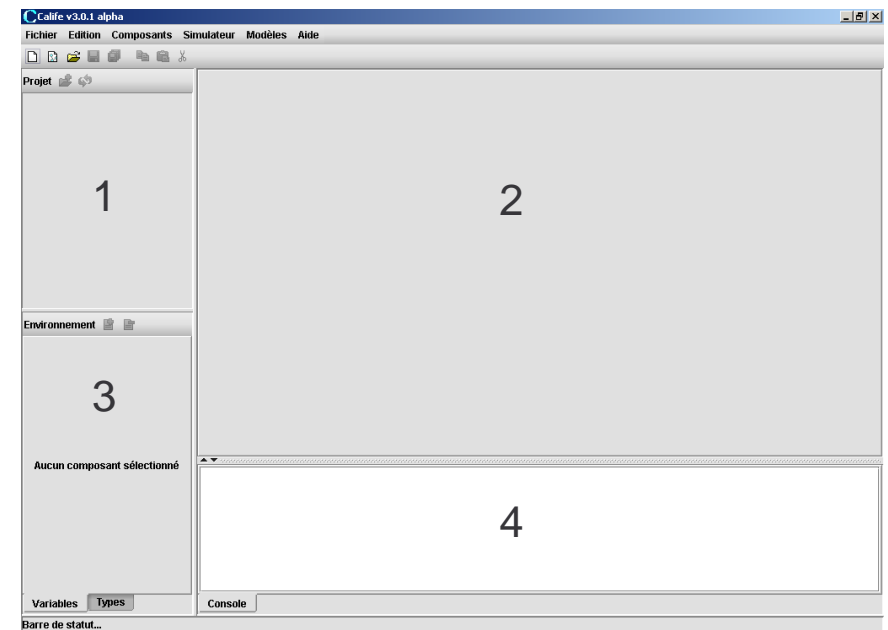 Calife v3.0.1 alpha
Fichier Edition Composants Simulateur Modèles Aide
Projet
1
2
Environnement
3
Aucun composant sélectionné
4
Variables Types
Console
Barre de statut...